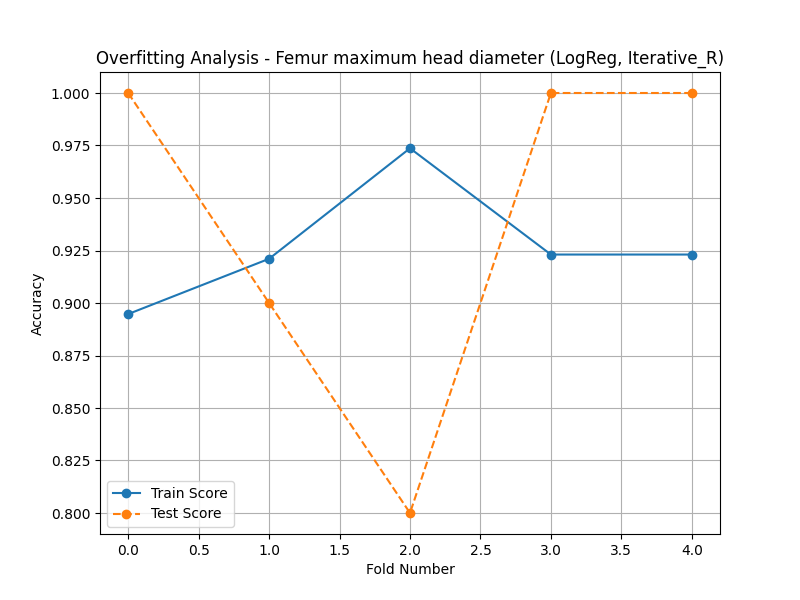 Overfitting Analysis - Femur maximum head diameter (LogReg, Iterative_R)
1.000
0.975
0.950
0.925
0.900
0.875
0.850
0.825
0.800
Accuracy
Train Score
Test Score
0.0 0.5 1.0 1.5 2.0 2.5 3.0 3.5 4.0
Fold Number